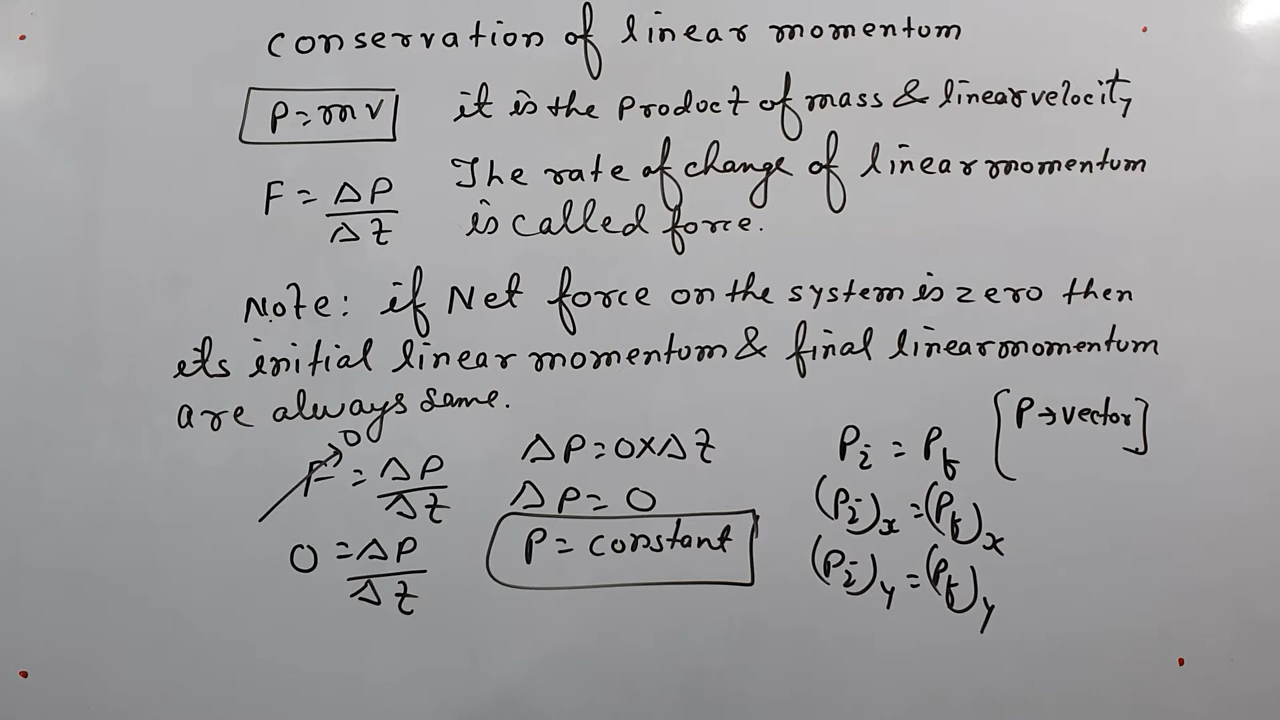 Conservation of linear momentum
P=mv it is the product of mass & linear velocity
F = ΔP/Δt The rate of change of linear momentum
is called force.
Note: if Net force on the system is zero then
its initial linear momentum & final linear momentum
are always same.
F→0 = ΔP/Δt
0 = ΔP/Δt
ΔP=0×Δt
ΔP= 0
P= constant
Pi = Pf [P→vector]
(Pi)x =(Pf)x
(Pi)y =(Pf)y